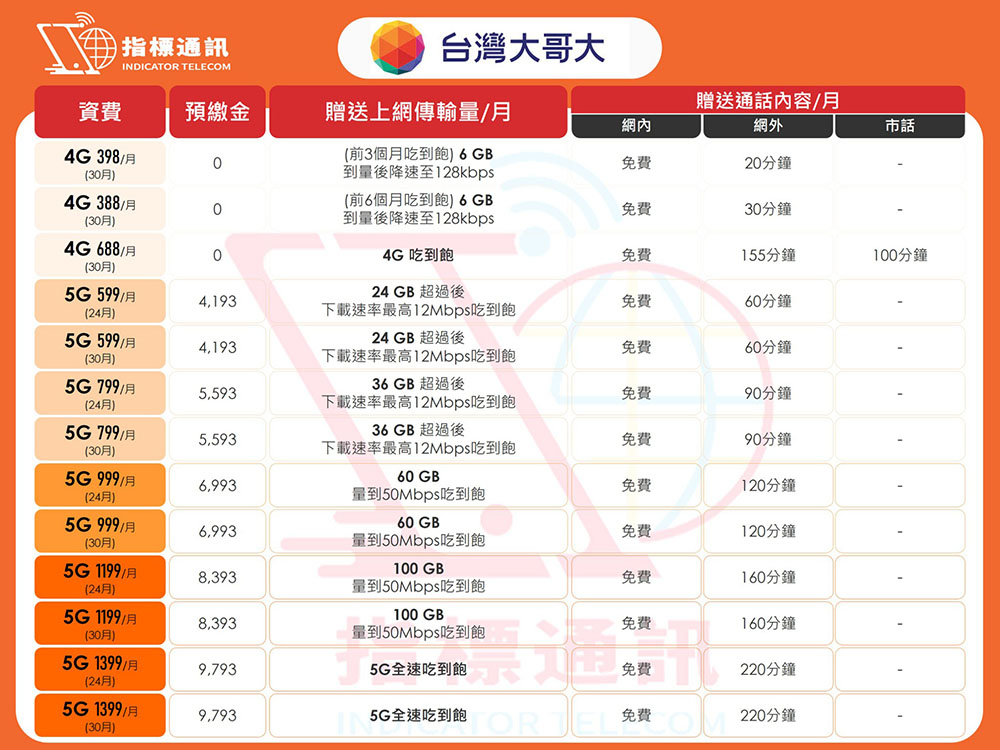 指標通訊
INDICATOR TELECOM
台灣大哥大
資費 預繳金 贈送上網傳輸量/月 贈送通話內容/月
網內 網外 市話
4G 398/月
(30月)
0
(前3個月吃到飽) 6 GB
到量後降速至128kbps
免費 20分鐘 -
4G 388/月
(30月)
0
(前6個月吃到飽) 6 GB
到量後降速至128kbps
免費 30分鐘 -
4G 688/月
(30月)
0
4G 吃到飽
免費 155分鐘 100分鐘
5G 599/月
(24月)
4,193
24 GB 超過後
下載速率最高12Mbps吃到飽
免費 60分鐘 -
5G 599/月
(30月)
4,193
24 GB 超過後
下載速率最高12Mbps吃到飽
免費 60分鐘 -
5G 799/月
(24月)
5,593
36 GB 超過後
下載速率最高12Mbps吃到飽
免費 90分鐘 -
5G 799/月
(30月)
5,593
36 GB 超過後
下載速率最高12Mbps吃到飽
免費 90分鐘 -
5G 999/月
(24月)
6,993
60 GB
量到50Mbps吃到飽
免費 120分鐘 -
5G 999/月
(30月)
6,993
60 GB
量到50Mbps吃到飽
免費 120分鐘 -
5G 1199/月
(24月)
8,393
100 GB
量到50Mbps吃到飽
免費 160分鐘 -
5G 1199/月
(30月)
8,393
100 GB
量到50Mbps吃到飽
免費 160分鐘 -
5G 1399/月
(24月)
9,793
5G全速吃到飽
免費 220分鐘 -
5G 1399/月
(30月)
9,793
5G全速吃到飽
免費 220分鐘 -
指標通訊
INDICATOR TELECOM